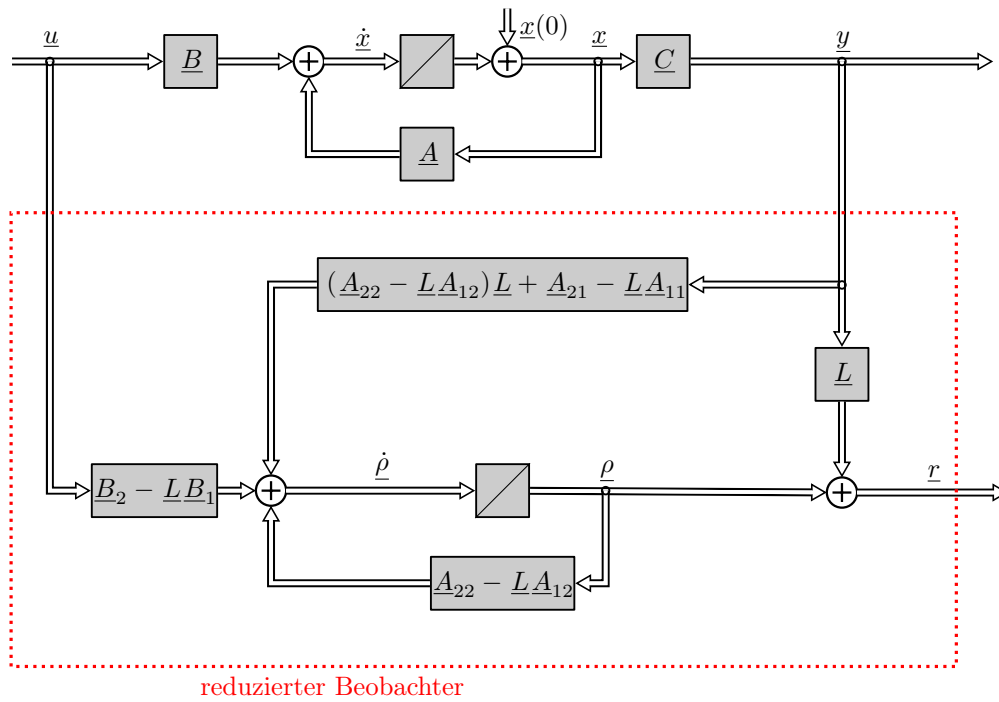 u
B
ẋ
x(0)
x
C
y
A
(A₂₂ − LA₁₂)L + A₂₁ − LA₁₁
L
B₂ − LB₁
ρ̇
ρ
r
A₂₂ − LA₁₂
reduzierter Beobachter